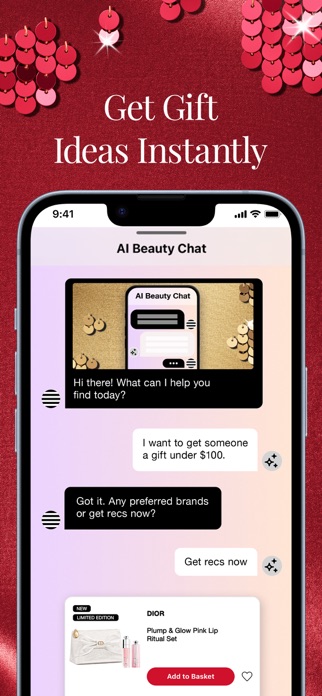 Get Gift
Ideas Instantly
9:41
AI Beauty Chat
AI Beauty Chat
Hi there! What can I help you
find today?
I want to get someone
a gift under $100.
Got it. Any preferred brands
or get recs now?
Get recs now
NEW
LIMITED EDITION
DIOR
Plump & Glow Pink Lip
Ritual Set
Add to Basket